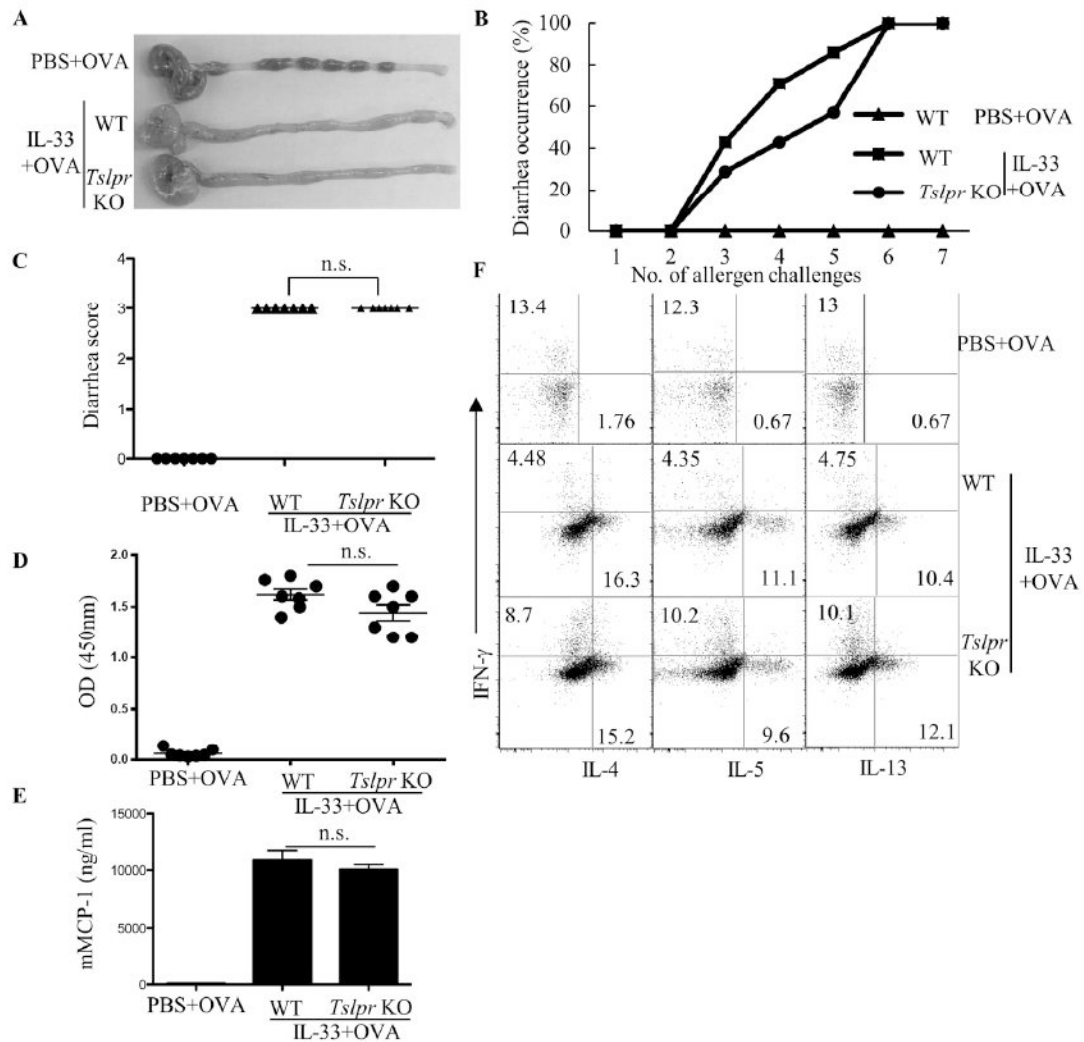 A
PBS+OVA
WT
IL-33
+OVA
Tslpr
KO
B
Diarrhea occurrence (%)
100
80
60
40
20
0
1 2 3 4 5 6 7
No. of allergen challenges
WT PBS+OVA
WT
IL-33
Tslpr KO +OVA
C
Diarrhea score
4
3
2
1
0
n.s.
PBS+OVA
WT Tslpr KO
IL-33+OVA
D
OD (450nm)
2.0
1.5
1.0
0.5
0.0
n.s.
PBS+OVA
WT Tslpr KO
IL-33+OVA
E
mMCP-1 (ng/ml)
15000
10000
5000
0
n.s.
PBS+OVA
WT Tslpr KO
IL-33+OVA
F
13.4 12.3 13
PBS+OVA
1.76 0.67 0.67
4.48 4.35 4.75
WT
16.3 11.1 10.4
IL-33
+OVA
8.7 10.2 10.1
Tslpr
KO
15.2 9.6 12.1
IFN-γ
IL-4 IL-5 IL-13